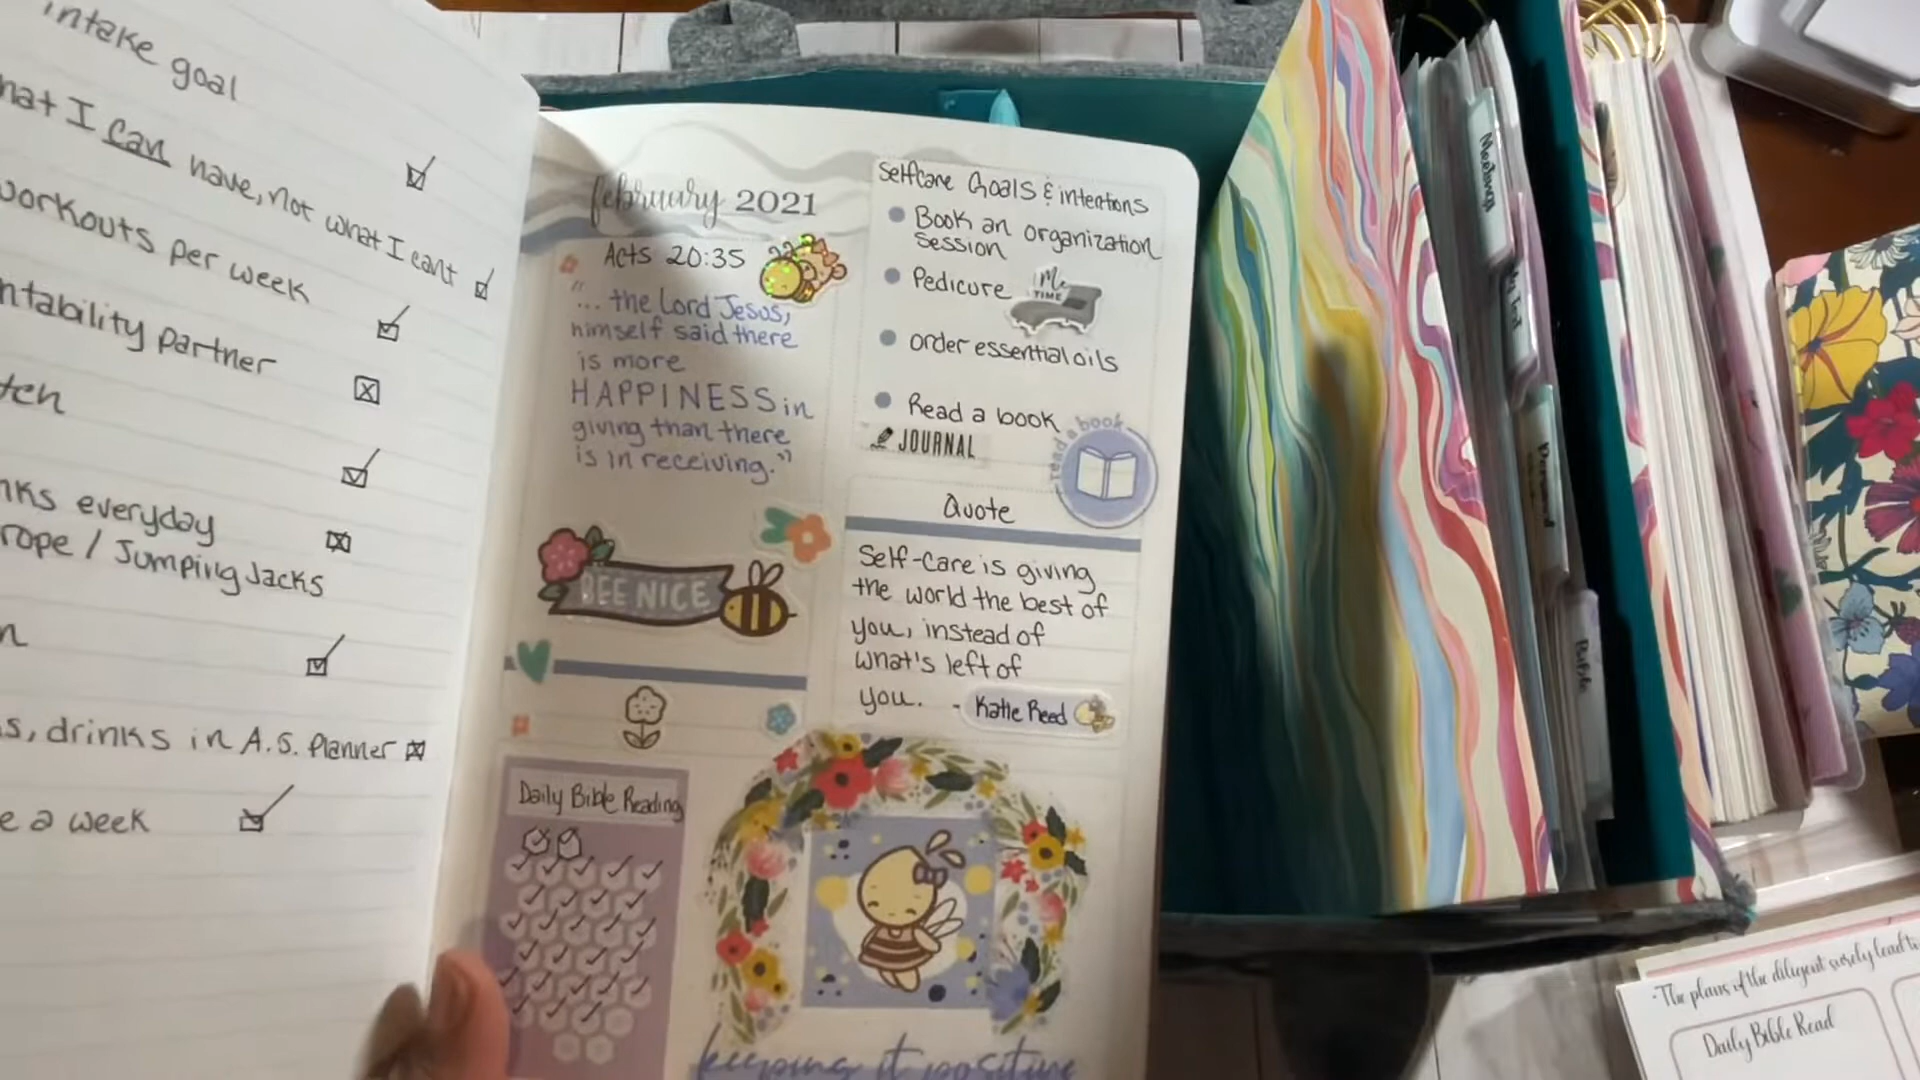 intake goal
hat I can have, not what I cant
workouts per week
ntability partner
tch
nks everyday
rope / Jumping Jacks
n
s, drinks in A.S. Planner
e a week
february 2021
Acts 20:35
"... the Lord Jesus,
himself said there
is more
HAPPINESS in
giving than there
is in receiving."
BEE NICE
Daily Bible Reading
Selfcare Goals & intentions
Book an organization
session
Pedicure
Me
TIME
order essential oils
Read a book
JOURNAL
read a book
Quote
Self-care is giving
the world the best of
you, instead of
what's left of
you. - Katie Reed
keeping it positive
Meetings
Personal
Bible
- The plans of the diligent surely lead to
Daily Bible Read